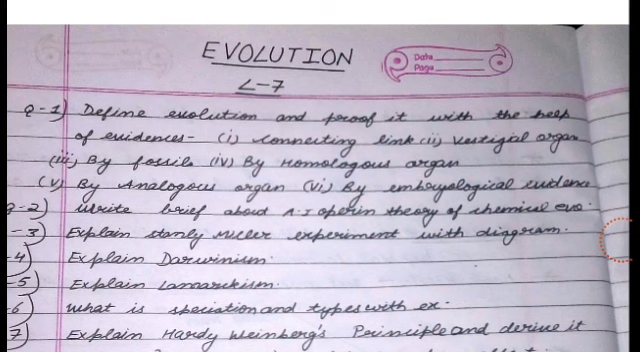 EVOLUTION
Date
Page
L-7
Q-1) Define evolution and proof it with the help
of evidences- (i) connecting link (ii) vestigial organ
(iii) By fossils (iv) By Homologous organ
(v) By Analogous organ (vi) By embryological evidence
Q-2) Write brief about A.I operin theory of chemical evo.
-3) Explain stanly Miller experiment with diagram.
-4) Explain Darwinism.
-5) Explain Lamarckism.
-6) what is speciation and types with ex.
7) Explain Hardy Weinberg's Principle and derive it